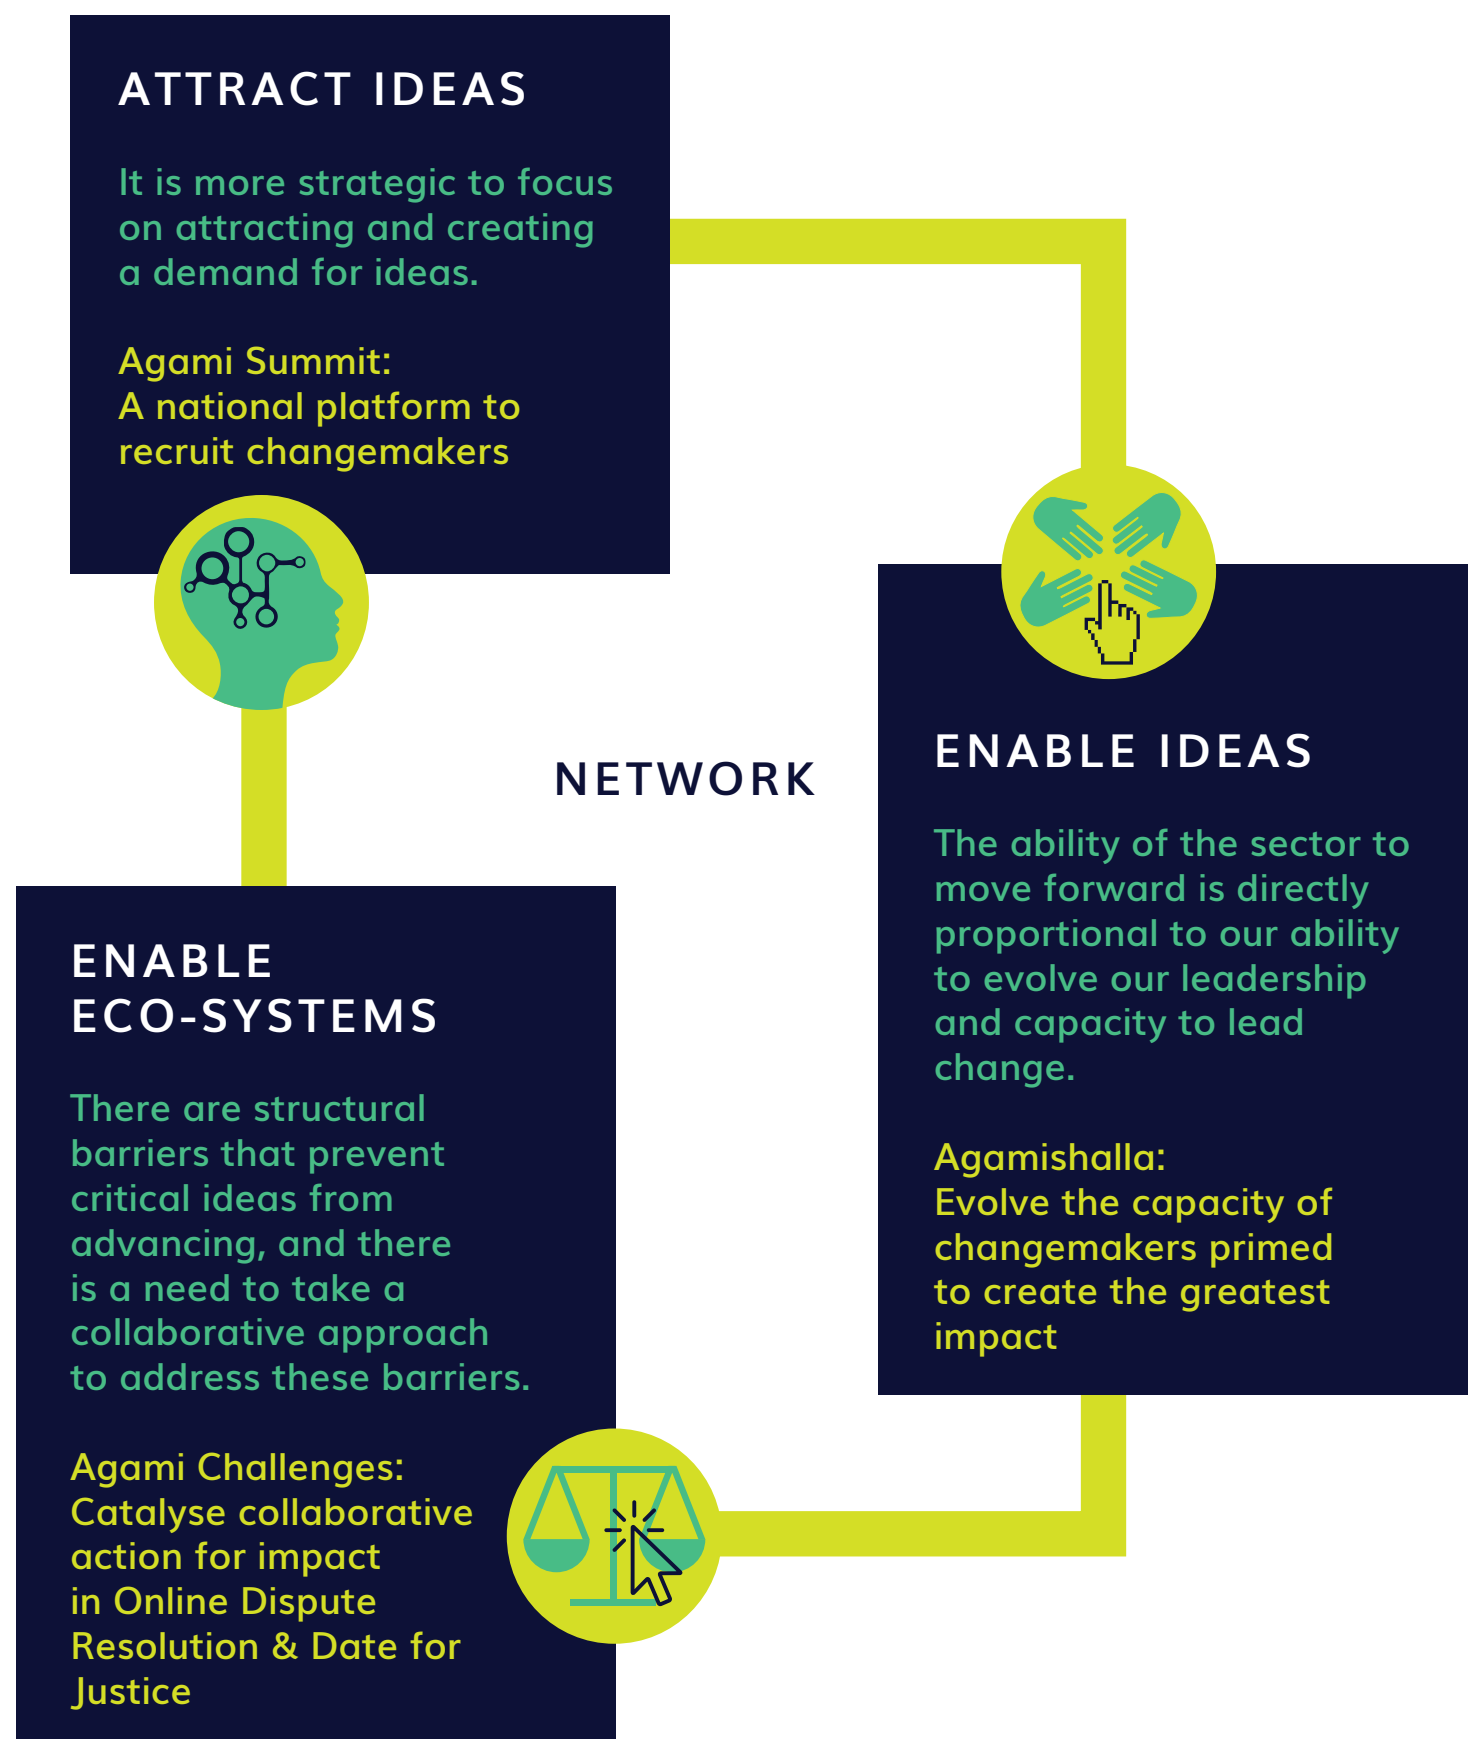 ATTRACT IDEAS
It is more strategic to focus
on attracting and creating
a demand for ideas.
Agami Summit:
A national platform to
recruit changemakers
NETWORK
ENABLE IDEAS
The ability of the sector to
move forward is directly
proportional to our ability
to evolve our leadership
and capacity to lead
change.
Agamishalla:
Evolve the capacity of
changemakers primed
to create the greatest
impact
ENABLE
ECO-SYSTEMS
There are structural
barriers that prevent
critical ideas from
advancing, and there
is a need to take a
collaborative approach
to address these barriers.
Agami Challenges:
Catalyse collaborative
action for impact
in Online Dispute
Resolution & Date for
Justice